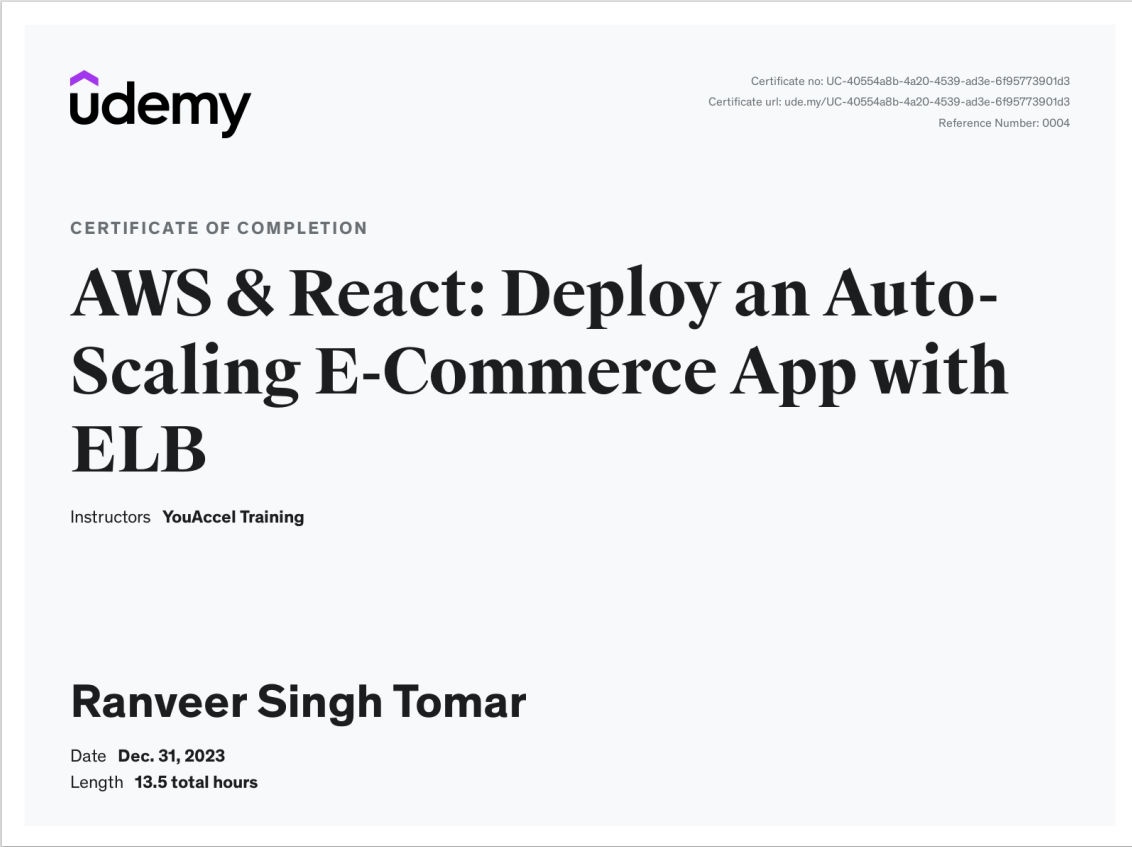 udemy
Certificate no: UC-40554a8b-4a20-4539-ad3e-6f95773901d3
Certificate url: ude.my/UC-40554a8b-4a20-4539-ad3e-6f95773901d3
Reference Number: 0004
CERTIFICATE OF COMPLETION
AWS & React: Deploy an Auto-
Scaling E-Commerce App with
ELB
Instructors YouAccel Training
Ranveer Singh Tomar
Date Dec. 31, 2023
Length 13.5 total hours